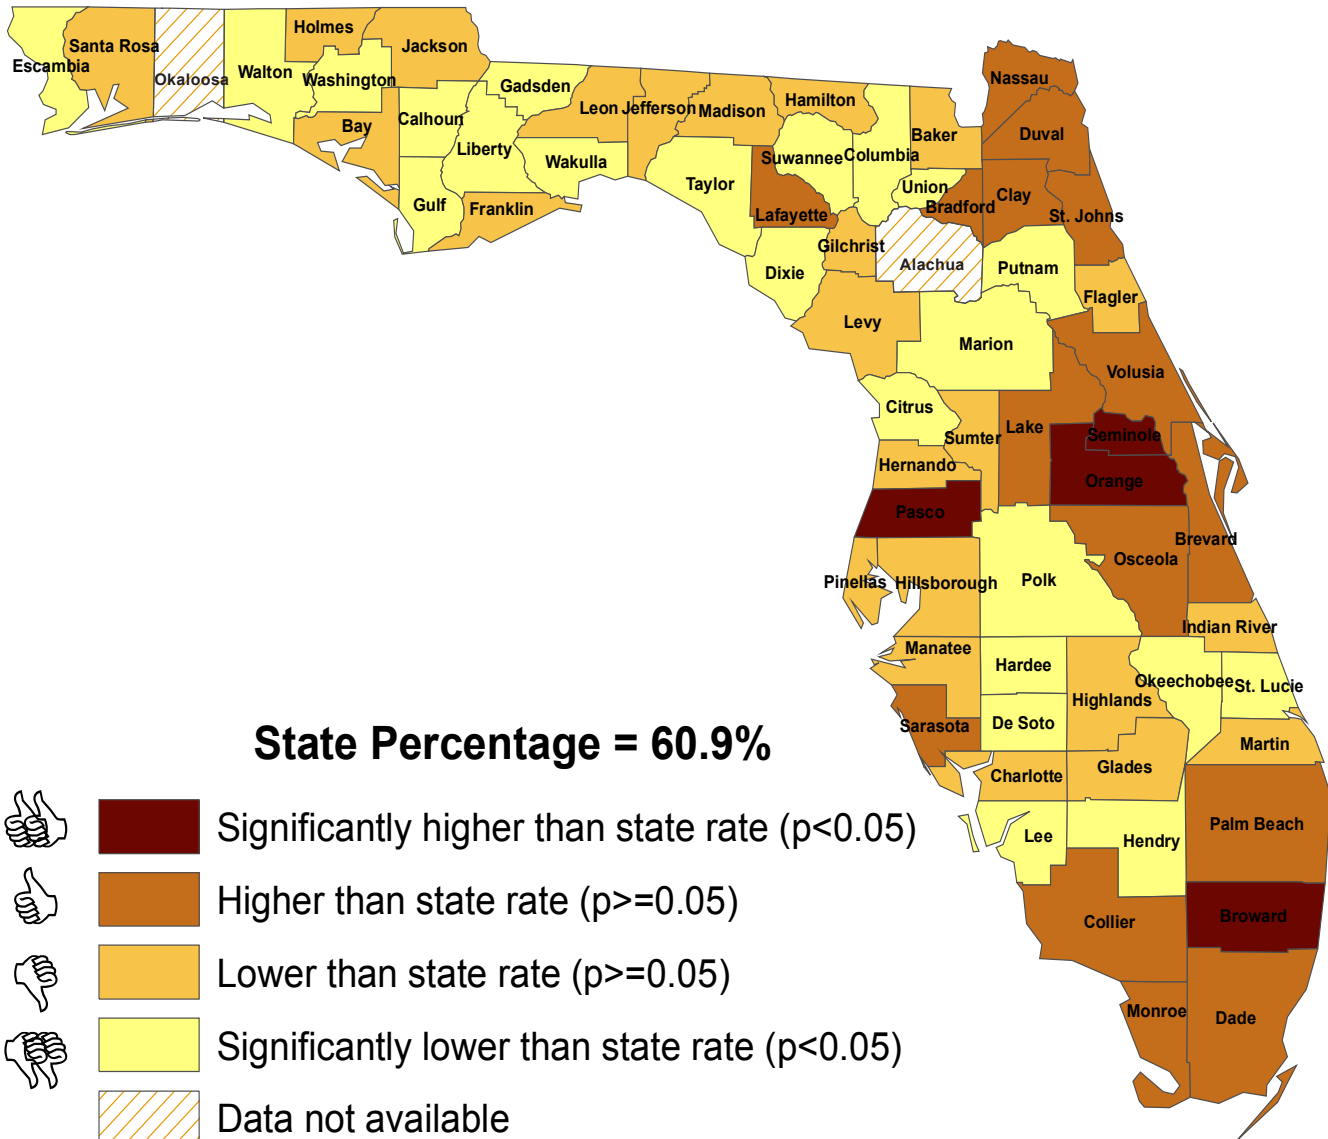 Holmes
Jackson
Santa Rosa
Escambia
Okaloosa
Walton
Washington
Gadsden
Nassau
Bay
Calhoun
Leon
Jefferson
Madison
Hamilton
Baker
Duval
Liberty
Wakulla
Suwannee
Columbia
Taylor
Union
Clay
Gulf
Franklin
Lafayette
Bradford
St. Johns
Gilchrist
Alachua
Dixie
Putnam
Flagler
Levy
Marion
Volusia
Citrus
Sumter
Lake
Seminole
Hernando
Orange
Pasco
Brevard
Pinellas
Hillsborough
Polk
Osceola
Indian River
Manatee
Hardee
Okeechobee
St. Lucie
Highlands
Sarasota
De Soto
Martin
Charlotte
Glades
Lee
Hendry
Palm Beach
Collier
Broward
Monroe
Dade
State Percentage = 60.9%
Significantly higher than state rate (p<0.05)
Higher than state rate (p>=0.05)
Lower than state rate (p>=0.05)
Significantly lower than state rate (p<0.05)
Data not available